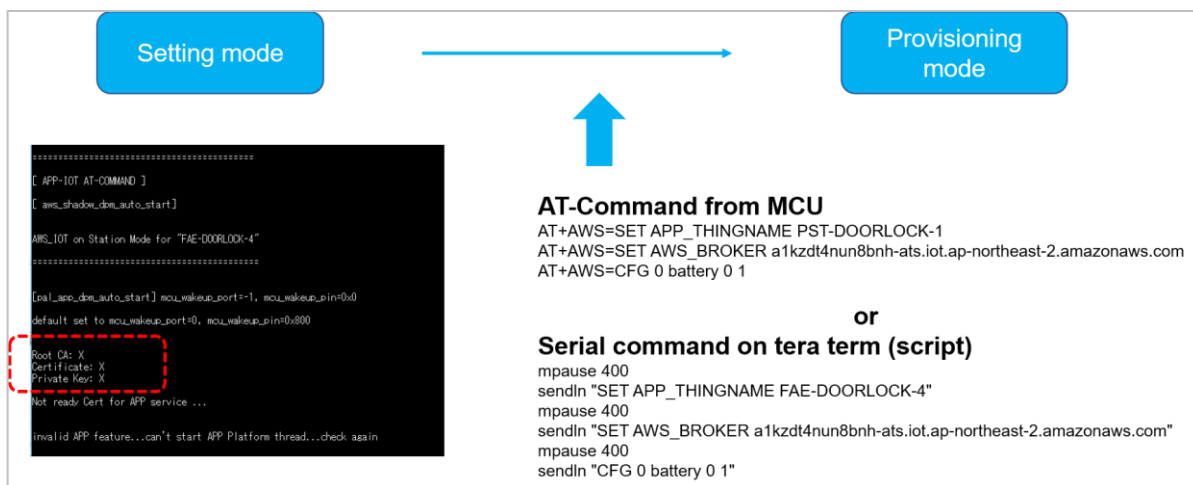 Setting mode
Provisioning
mode
============================================
[ APP-IOT AT-COMMAND ]
[ aws_shadow_dpm_auto_start]
AWS_IOT on Station Mode for "FAE-DOORLOCK-4"
============================================
[pal_app_dpm_auto_start] mcu_wakeup_port=-1, mcu_wakeup_pin=0x0
default set to mcu_wakeup_port=0, mcu_wakeup_pin=0x800
Root CA: X
Certificate: X
Private Key: X
Not ready Cert for APP service ...
invalid APP feature...can't start APP Platform thread...check again
AT-Command from MCU
AT+AWS=SET APP_THINGNAME PST-DOORLOCK-1
AT+AWS=SET AWS_BROKER a1kzdt4nun8bnh-ats.iot.ap-northeast-2.amazonaws.com
AT+AWS=CFG 0 battery 0 1
or
Serial command on tera term (script)
mpause 400
sendln "SET APP_THINGNAME FAE-DOORLOCK-4"
mpause 400
sendln "SET AWS_BROKER a1kzdt4nun8bnh-ats.iot.ap-northeast-2.amazonaws.com"
mpause 400
sendln "CFG 0 battery 0 1"